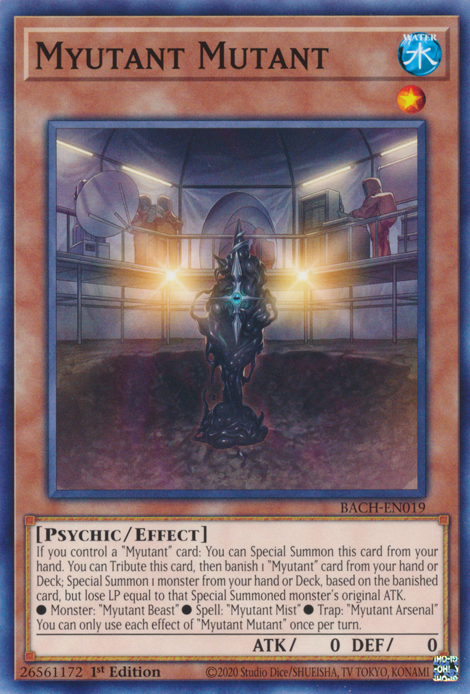 Myutant Mutant
WATER
水
BACH-EN019
[Psychic/Effect]
If you control a "Myutant" card: You can Special Summon this card from your
hand. You can Tribute this card, then banish 1 "Myutant" card from your hand or
Deck; Special Summon 1 monster from your hand or Deck, based on the banished
card, but lose LP equal to that Special Summoned monster's original ATK.
● Monster: "Myutant Beast" ● Spell: "Myutant Mist" ● Trap: "Myutant Arsenal"
You can only use each effect of "Myutant Mutant" once per turn.
ATK/ 0 DEF/ 0
26561172 1st Edition ©2020 Studio Dice/SHUEISHA, TV TOKYO, KONAMI